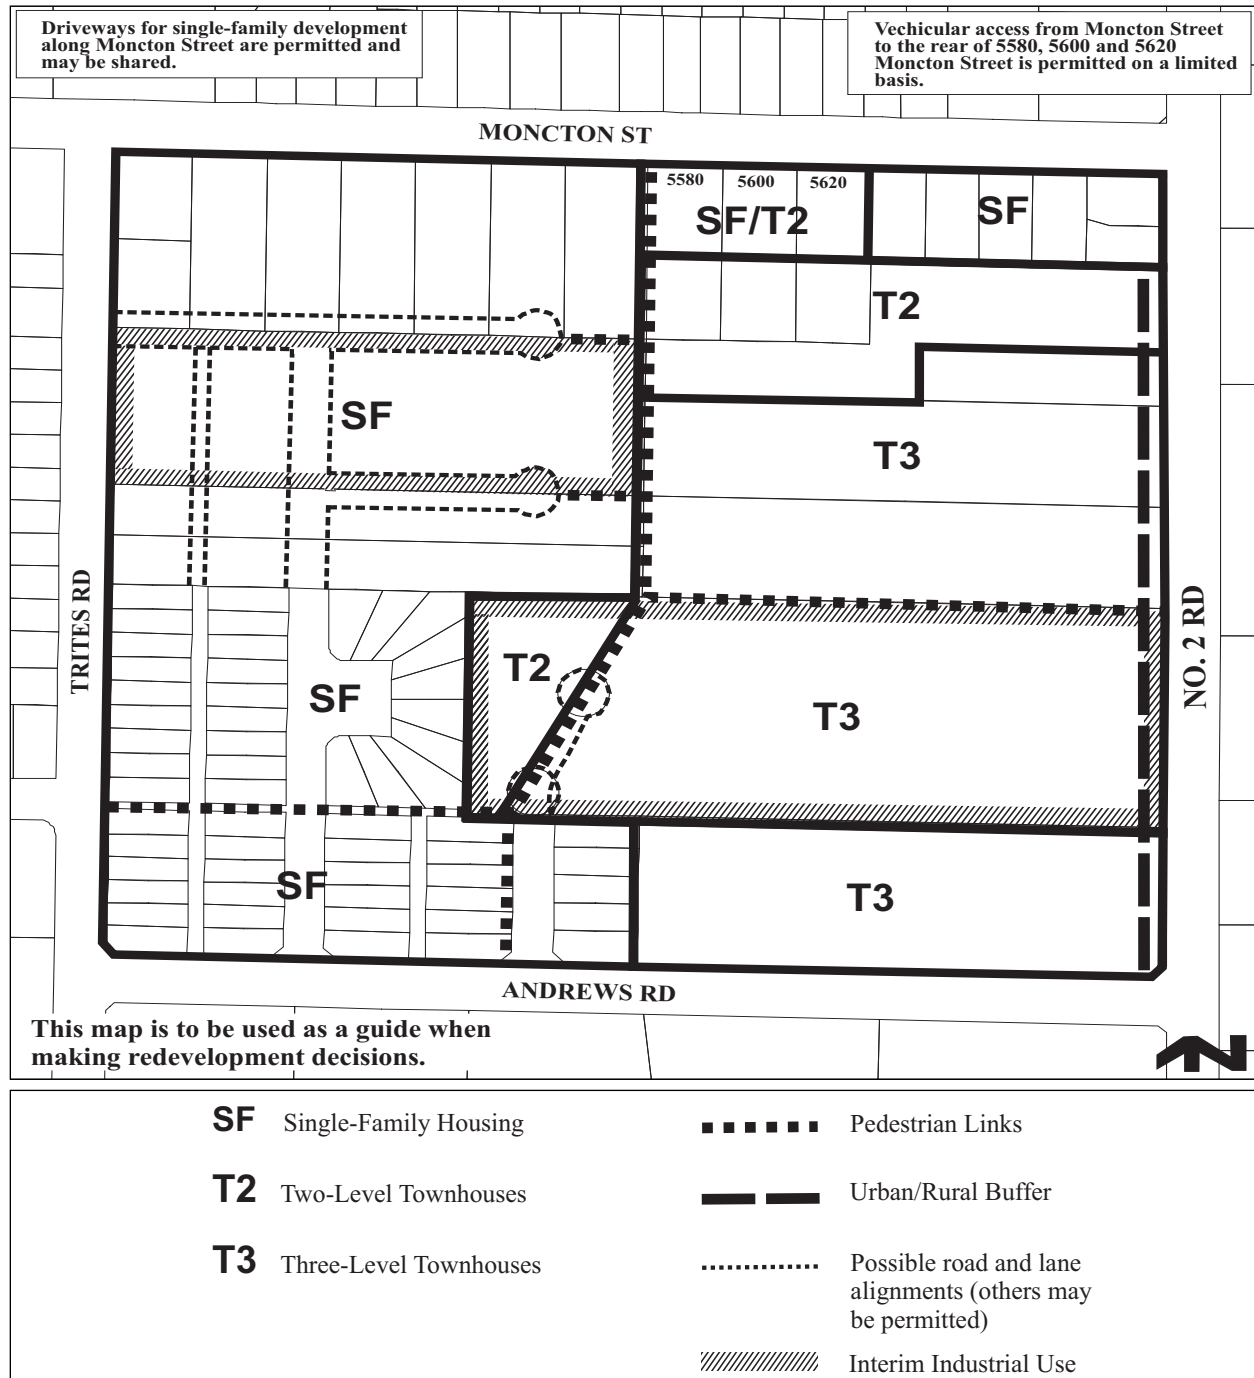 Driveways for single-family development
along Moncton Street are permitted and
may be shared.
Vechicular access from Moncton Street
to the rear of 5580, 5600 and 5620
Moncton Street is permitted on a limited
basis.
MONCTON ST
5580
5600
5620
SF/T2
SF
T2
SF
T3
TRITES RD
NO. 2 RD
T2
SF
T3
SF
T3
ANDREWS RD
This map is to be used as a guide when
making redevelopment decisions.
N
SF Single-Family Housing
T2 Two-Level Townhouses
T3 Three-Level Townhouses
Pedestrian Links
Urban/Rural Buffer
Possible road and lane
alignments (others may
be permitted)
Interim Industrial Use